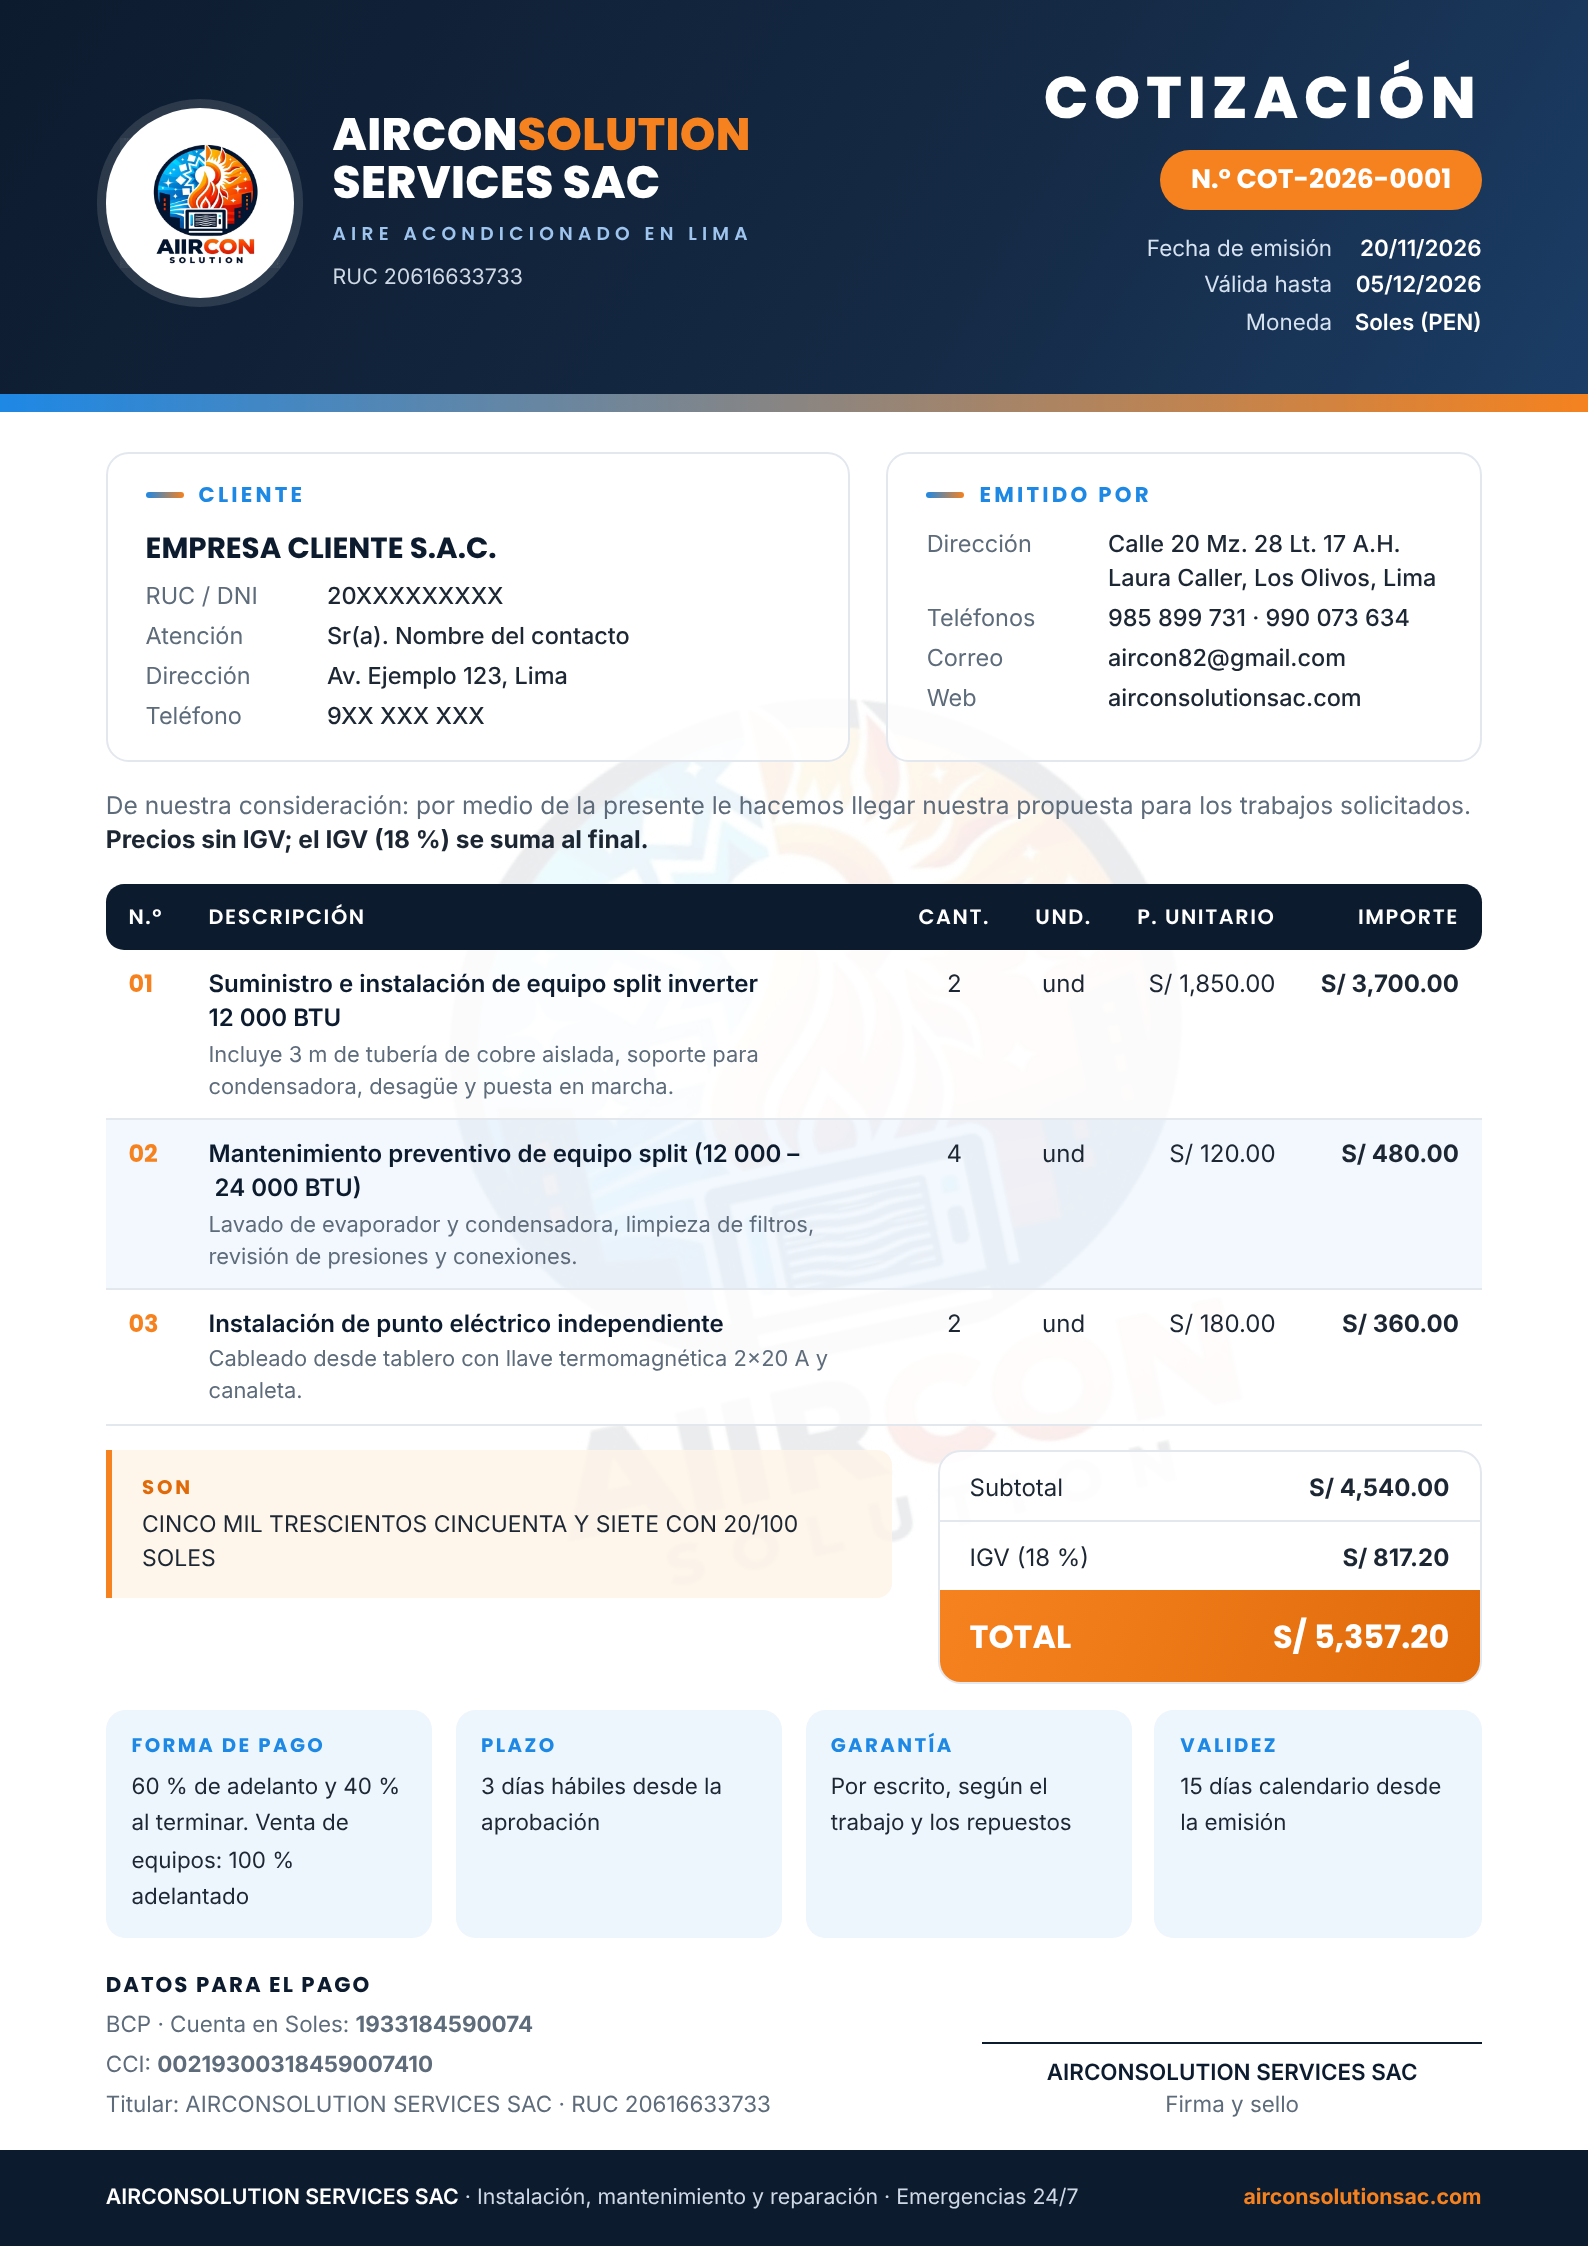 AIIRCON
SOLUTION
AIRCONSOLUTION
SERVICES SAC
AIRE ACONDICIONADO EN LIMA
RUC 20616633733
COTIZACIÓN
N.º COT-2026-0001
Fecha de emisión 20/11/2026
Válida hasta 05/12/2026
Moneda Soles (PEN)
CLIENTE
EMPRESA CLIENTE S.A.C.
RUC / DNI 20XXXXXXXXX
Atención Sr(a). Nombre del contacto
Dirección Av. Ejemplo 123, Lima
Teléfono 9XX XXX XXX
EMITIDO POR
Dirección Calle 20 Mz. 28 Lt. 17 A.H.
Laura Caller, Los Olivos, Lima
Teléfonos 985 899 731 · 990 073 634
Correo aircon82@gmail.com
Web airconsolutionsac.com
De nuestra consideración: por medio de la presente le hacemos llegar nuestra propuesta para los trabajos solicitados.
Precios sin IGV; el IGV (18 %) se suma al final.
N.º DESCRIPCIÓN CANT. UND. P. UNITARIO IMPORTE
01 Suministro e instalación de equipo split inverter 2 und S/ 1,850.00 S/ 3,700.00
12 000 BTU
Incluye 3 m de tubería de cobre aislada, soporte para
condensadora, desagüe y puesta en marcha.
02 Mantenimiento preventivo de equipo split (12 000 – 4 und S/ 120.00 S/ 480.00
24 000 BTU)
Lavado de evaporador y condensadora, limpieza de filtros,
revisión de presiones y conexiones.
03 Instalación de punto eléctrico independiente 2 und S/ 180.00 S/ 360.00
Cableado desde tablero con llave termomagnética 2×20 A y
canaleta.
AIIRCON
SOLUTION
SON
CINCO MIL TRESCIENTOS CINCUENTA Y SIETE CON 20/100
SOLES
Subtotal S/ 4,540.00
IGV (18 %) S/ 817.20
TOTAL S/ 5,357.20
FORMA DE PAGO
60 % de adelanto y 40 %
al terminar. Venta de
equipos: 100 %
adelantado
PLAZO
3 días hábiles desde la
aprobación
GARANTÍA
Por escrito, según el
trabajo y los repuestos
VALIDEZ
15 días calendario desde
la emisión
DATOS PARA EL PAGO
BCP · Cuenta en Soles: 1933184590074
CCI: 00219300318459007410
Titular: AIRCONSOLUTION SERVICES SAC · RUC 20616633733
AIRCONSOLUTION SERVICES SAC
Firma y sello
AIRCONSOLUTION SERVICES SAC · Instalación, mantenimiento y reparación · Emergencias 24/7
airconsolutionsac.com